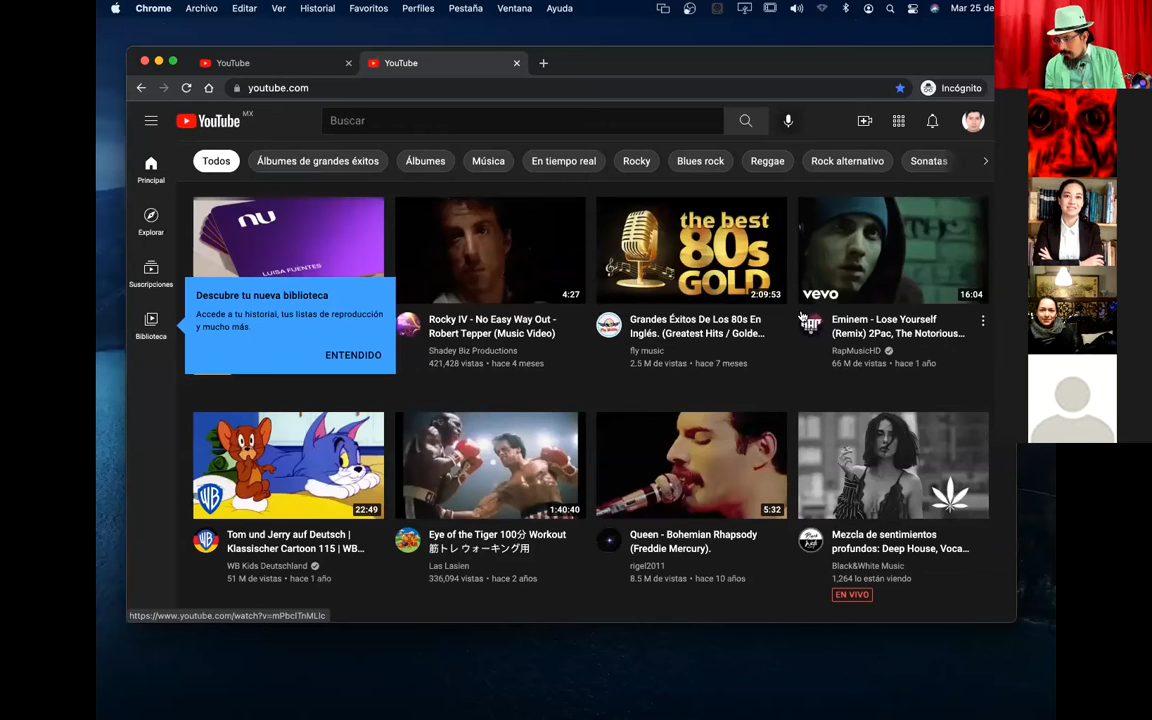 Chrome Archivo Editar Ver Historial Favoritos Perfiles Pestaña Ventana Ayuda Mar 25 de
YouTube YouTube
youtube.com Incógnito
YouTube MX Buscar
Todos Álbumes de grandes éxitos Álbumes Música En tiempo real Rocky Blues rock Reggae Rock alternativo Sonatas
Principal
Explorar
Suscripciones
Biblioteca
nu
LUISA FUENTES
4:27
the best
80s
GOLD
2:09:53
vevo
16:04
Descubre tu nueva biblioteca
Accede a tu historial, tus listas de reproducción
y mucho más.
ENTENDIDO
Rocky IV - No Easy Way Out -
Robert Tepper (Music Video)
Shadey Biz Productions
421,428 vistas • hace 4 meses
Grandes Éxitos De Los 80s En
Inglés. (Greatest Hits / Golde...
fly music
2.5 M de vistas • hace 7 meses
Eminem - Lose Yourself
(Remix) 2Pac, The Notorious...
RapMusicHD
66 M de vistas • hace 1 año
WB
22:49
1:40:40
5:32
Tom und Jerry auf Deutsch |
Klassischer Cartoon 115 | WB...
WB Kids Deutschland
51 M de vistas • hace 1 año
Eye of the Tiger 100分 Workout
筋トレ ウォーキング用
Las Lasien
336,094 vistas • hace 2 años
Queen - Bohemian Rhapsody
(Freddie Mercury).
rigel2011
8.5 M de vistas • hace 10 años
Mezcla de sentimientos
profundos: Deep House, Voca...
Black&White Music
1,264 lo están viendo
EN VIVO